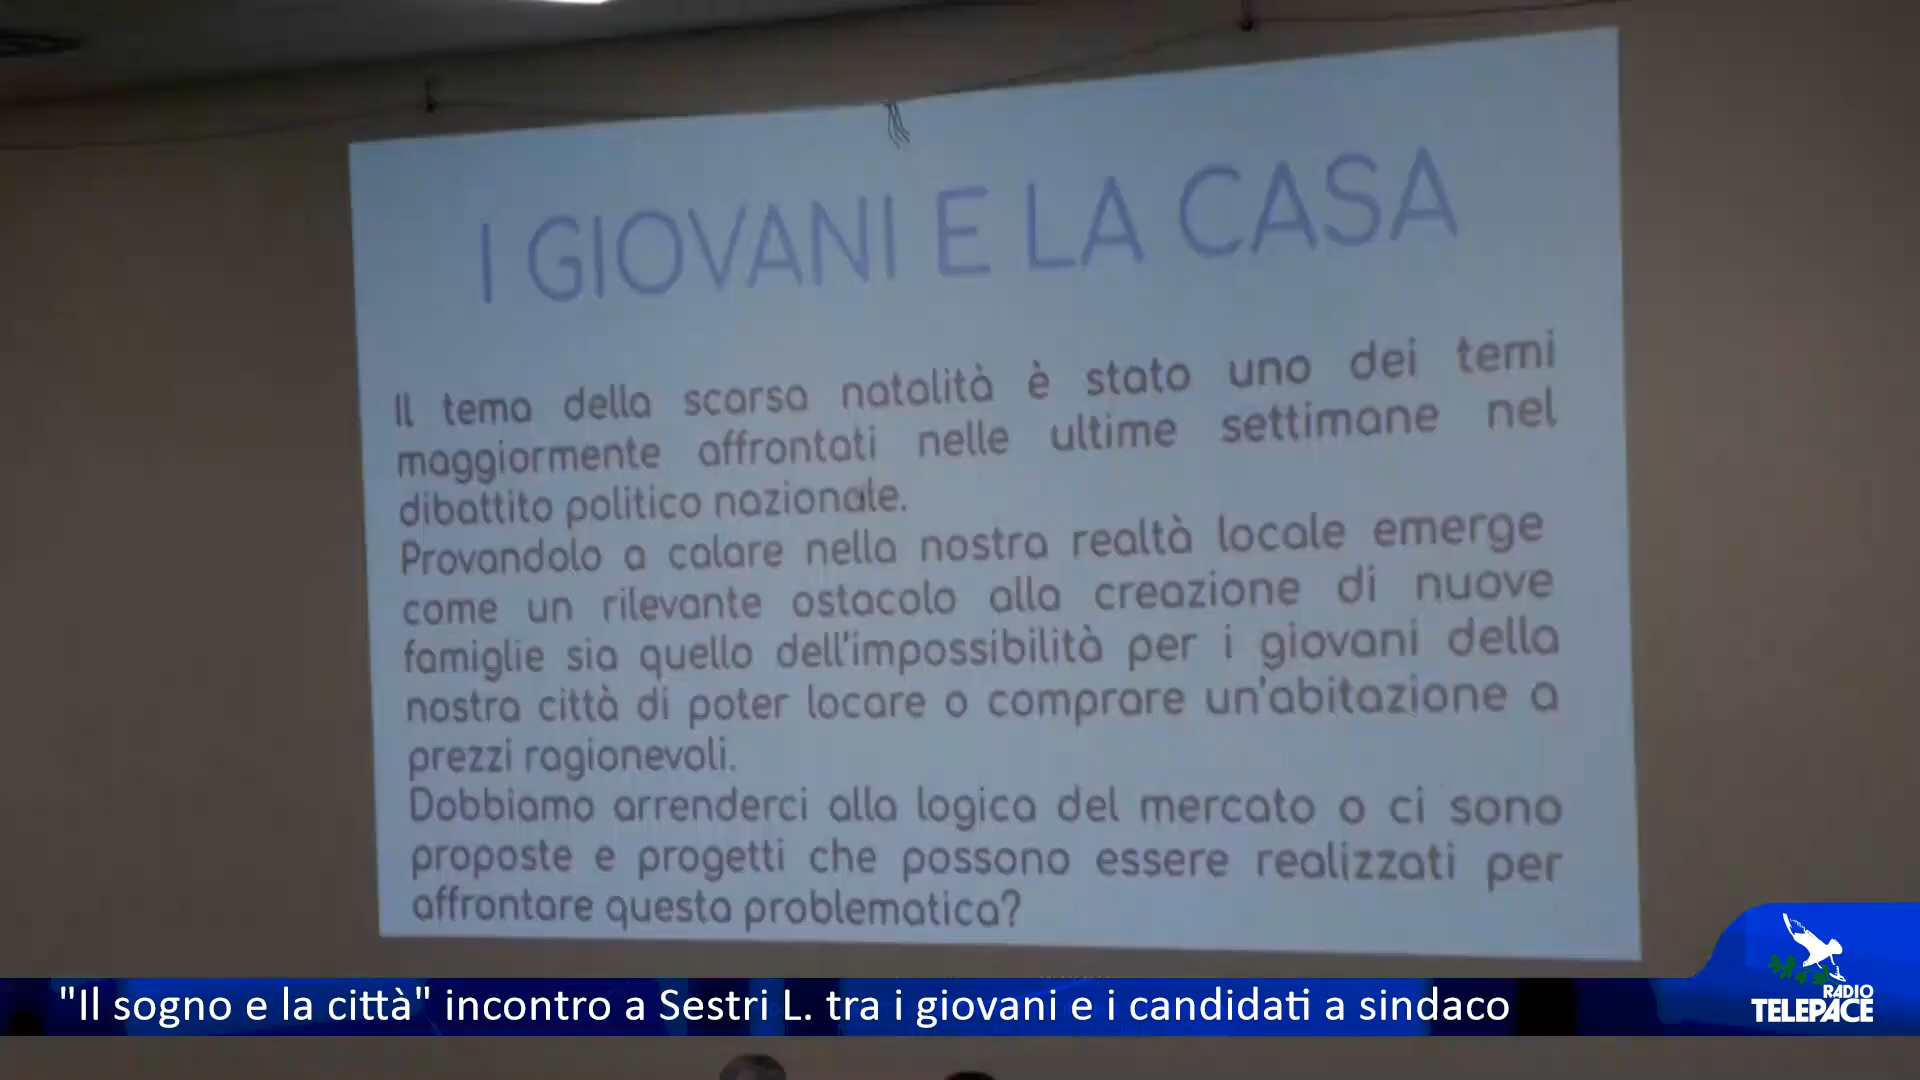 I GIOVANI E LA CASA
Il tema della scarsa natalità è stato uno dei temi
maggiormente affrontati nelle ultime settimane nel
dibattito politico nazionale.
Provandolo a calare nella nostra realtà locale emerge
come un rilevante ostacolo alla creazione di nuove
famiglie sia quello dell'impossibilità per i giovani della
nostra città di poter locare o comprare un'abitazione a
prezzi ragionevoli.
Dobbiamo arrenderci alla logica del mercato o ci sono
proposte e progetti che possono essere realizzati per
affrontare questa problematica?
"Il sogno e la città" incontro a Sestri L. tra i giovani e i candidati a sindaco
RADIO
TELEPACE